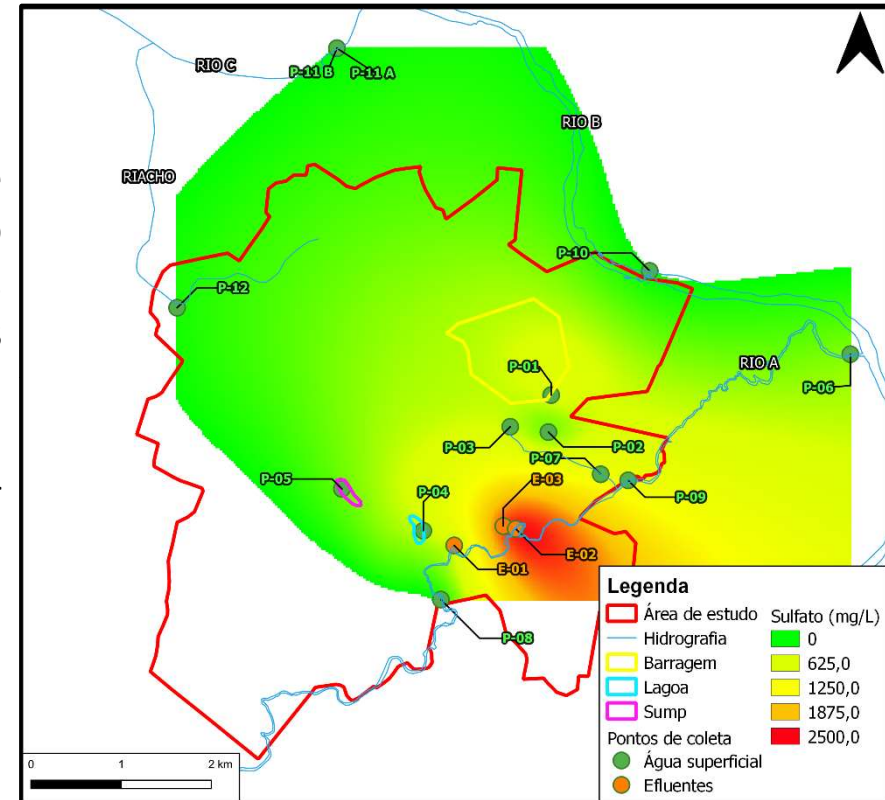 RIO C
P-11 B
P-11 A
RIO B
RIACHO
P-10
P-12
P-01
RIO A
P-06
P-03
P-02
P-07
P-05
P-04
E-03
P-09
E-01
E-02
P-08
Legenda
Área de estudo
Hidrografia
Barragem
Lagoa
Sump
Pontos de coleta
Água superficial
Efluentes
Sulfato (mg/L)
0
625,0
1250,0
1875,0
2500,0
0 1 2 km